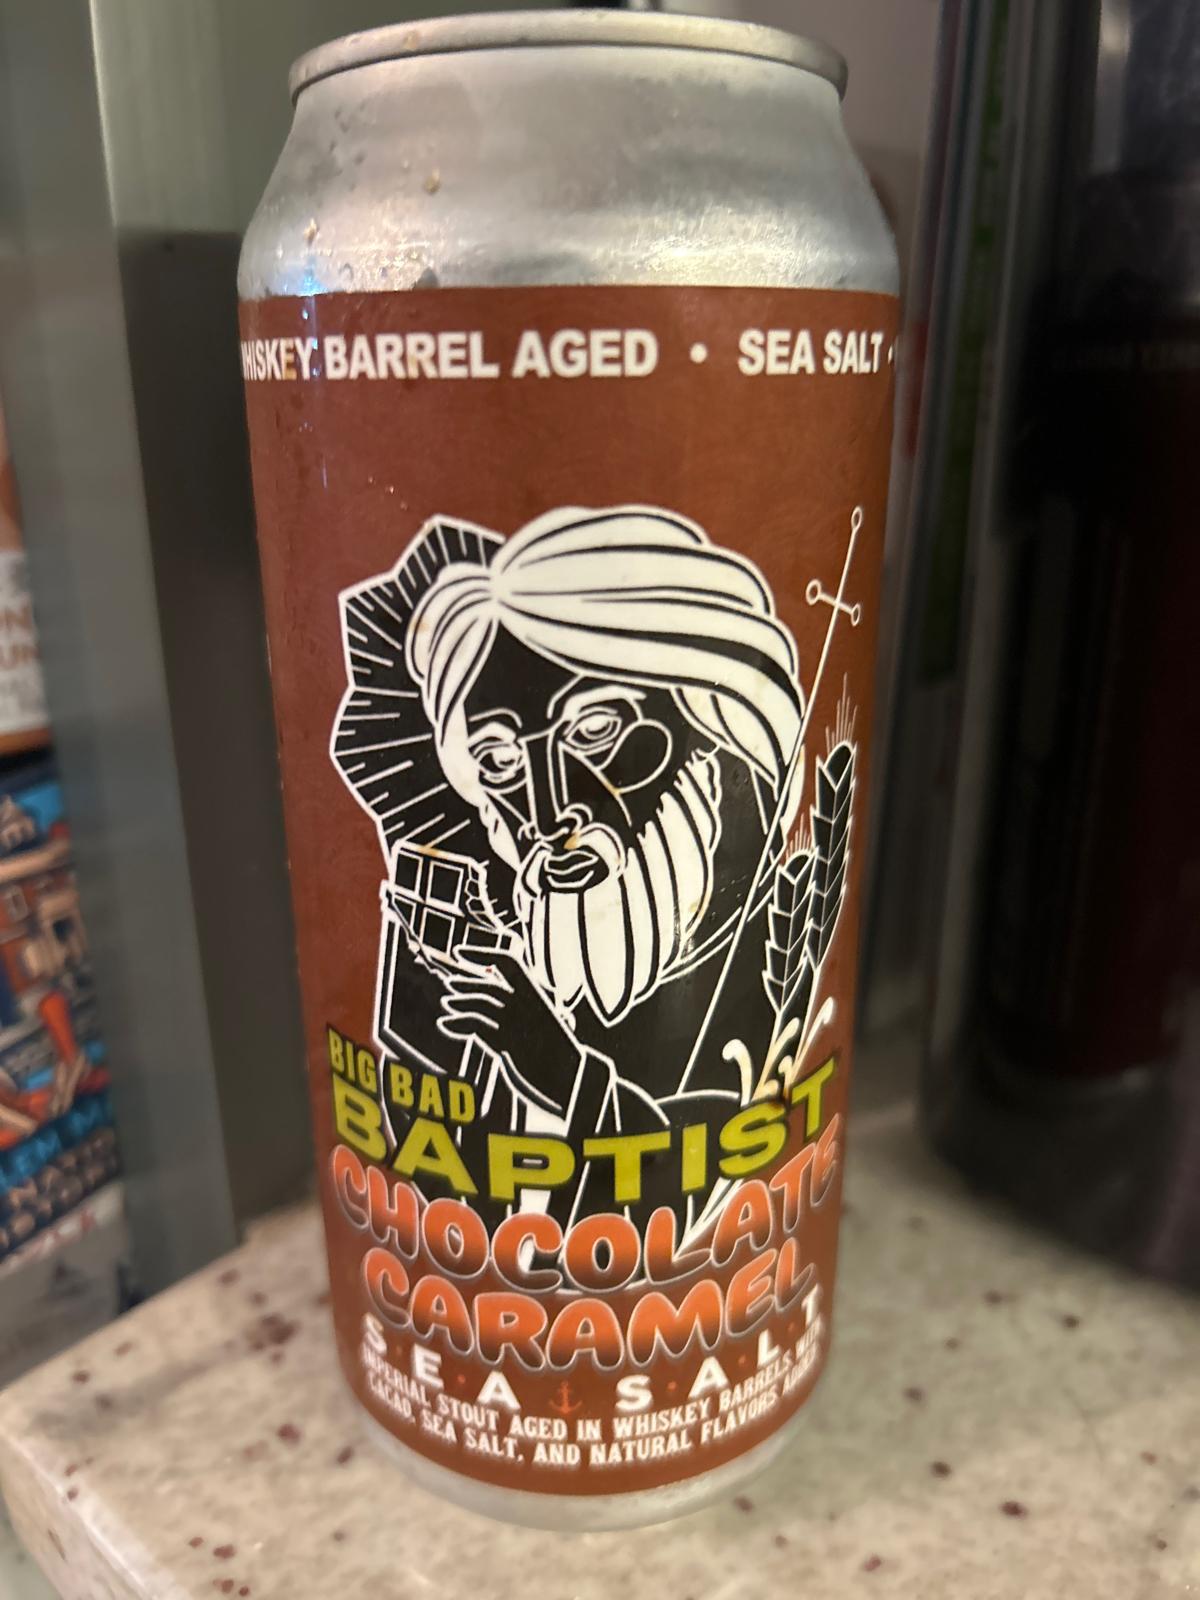 WHISKEY BARREL AGED • SEA SALT •
BIG BAD
BAPTIST
CHOCOLATE
CARAMEL
SEA SALT
IMPERIAL STOUT AGED IN WHISKEY BARRELS WITH
CACAO, SEA SALT, AND NATURAL FLAVORS ADDED